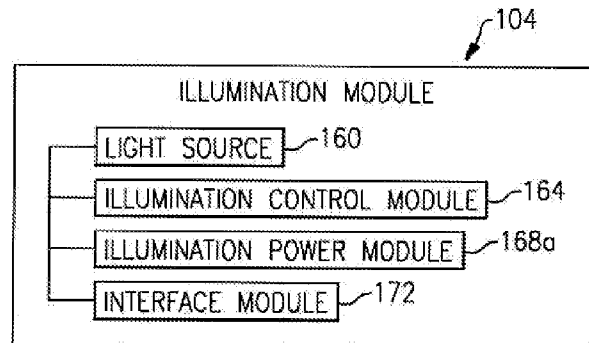 104
ILLUMINATION MODULE
LIGHT SOURCE 160
ILLUMINATION CONTROL MODULE 164
ILLUMINATION POWER MODULE 168a
INTERFACE MODULE 172